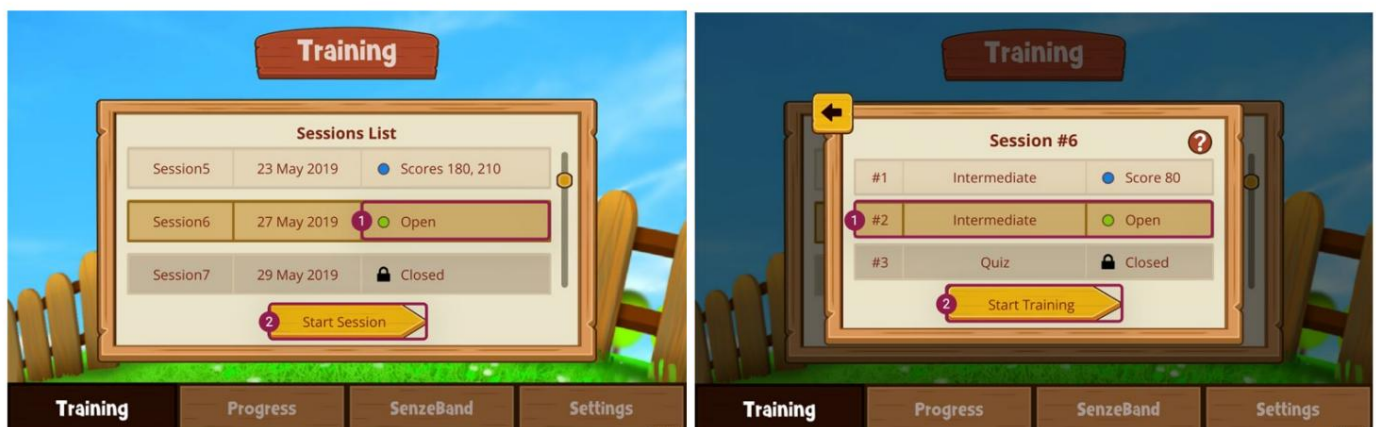 Training
Sessions List
Session5 23 May 2019 Scores 180, 210
Session6 27 May 2019 1 Open
Session7 29 May 2019 Closed
2 Start Session
Training Progress SenzeBand Settings
Training
Session #6 ?
#1 Intermediate Score 80
1 #2 Intermediate Open
#3 Quiz Closed
2 Start Training
Training Progress SenzeBand Settings